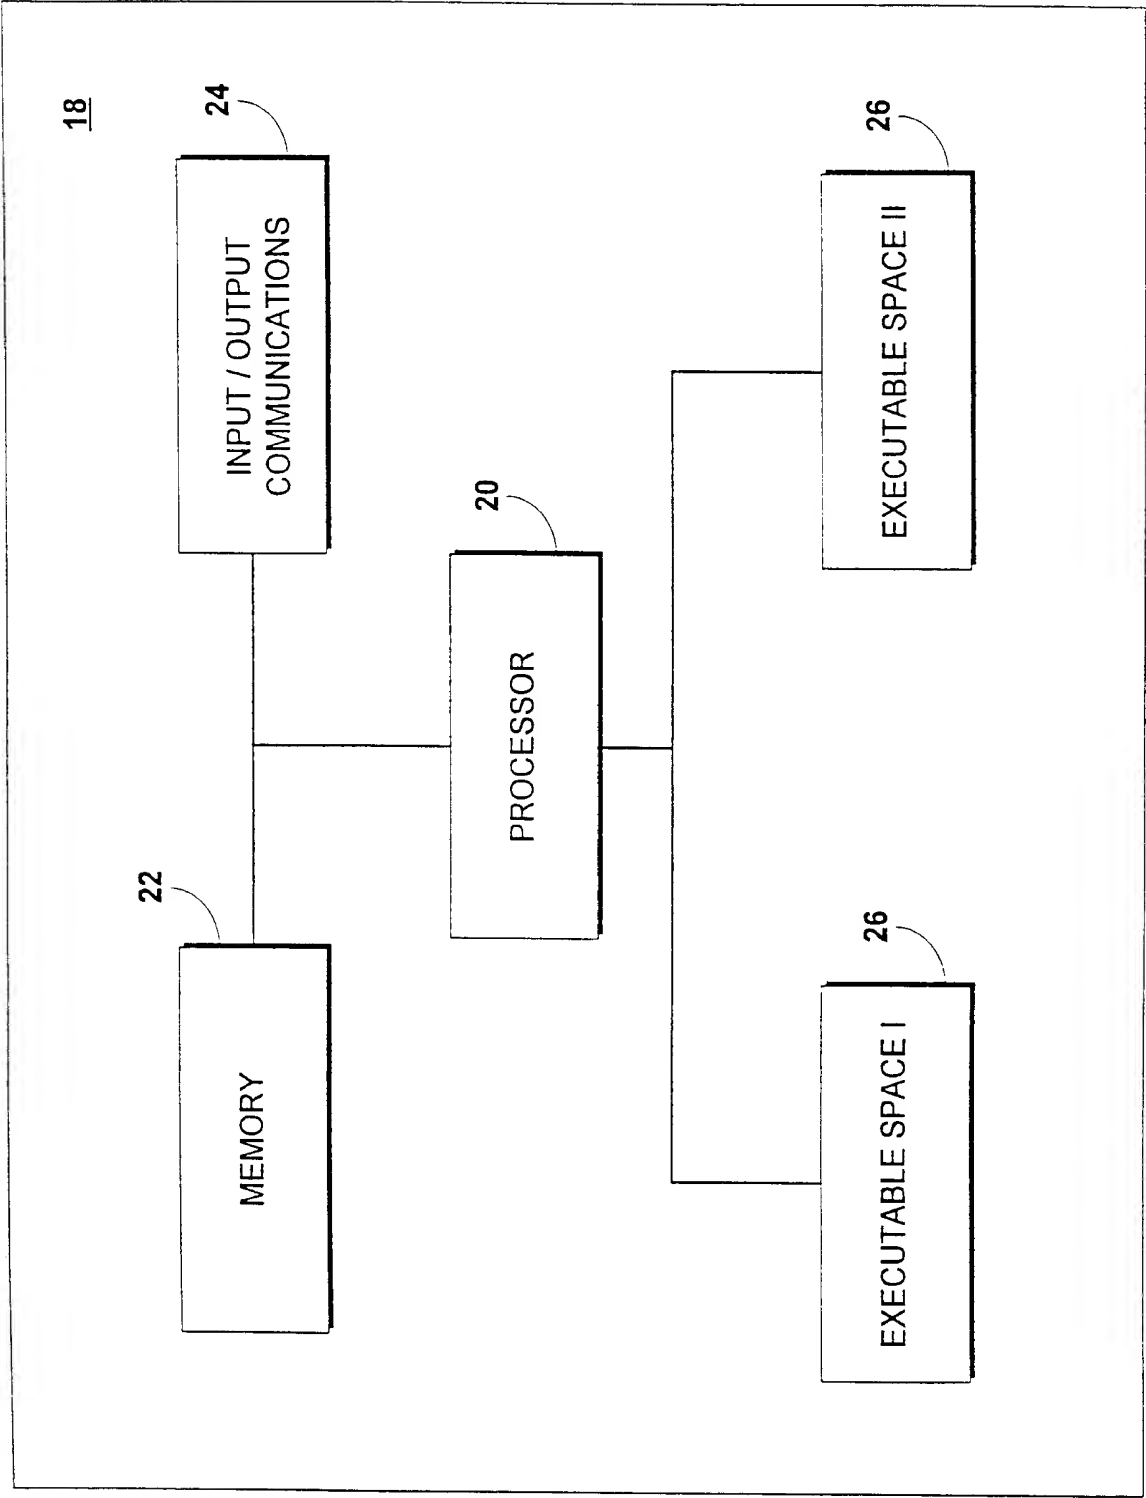 18
22
MEMORY
24
INPUT / OUTPUT
COMMUNICATIONS
20
PROCESSOR
26
EXECUTABLE SPACE I
26
EXECUTABLE SPACE II